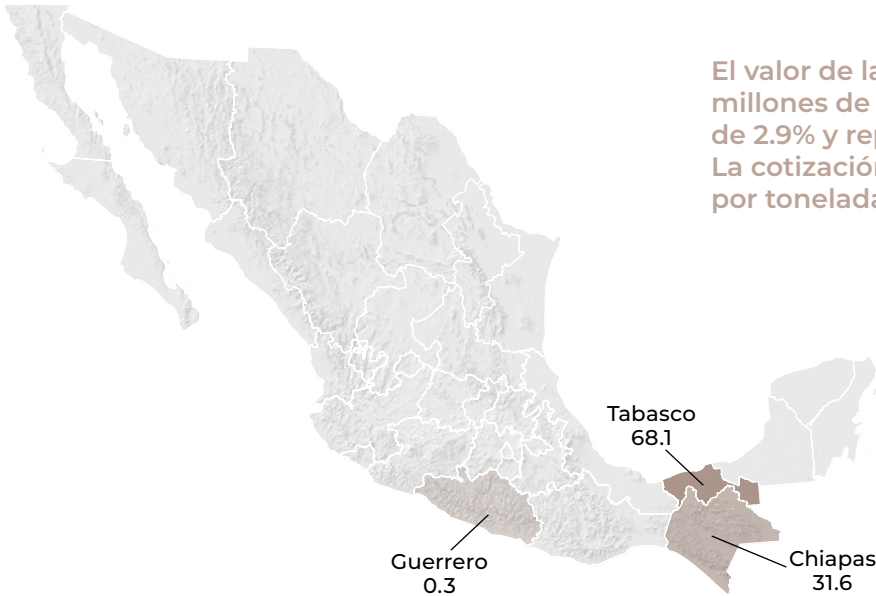 El valor de la
millones de
de 2.9% y rep
La cotización
por tonelada
Tabasco
68.1
Guerrero
0.3
Chiapas
31.6